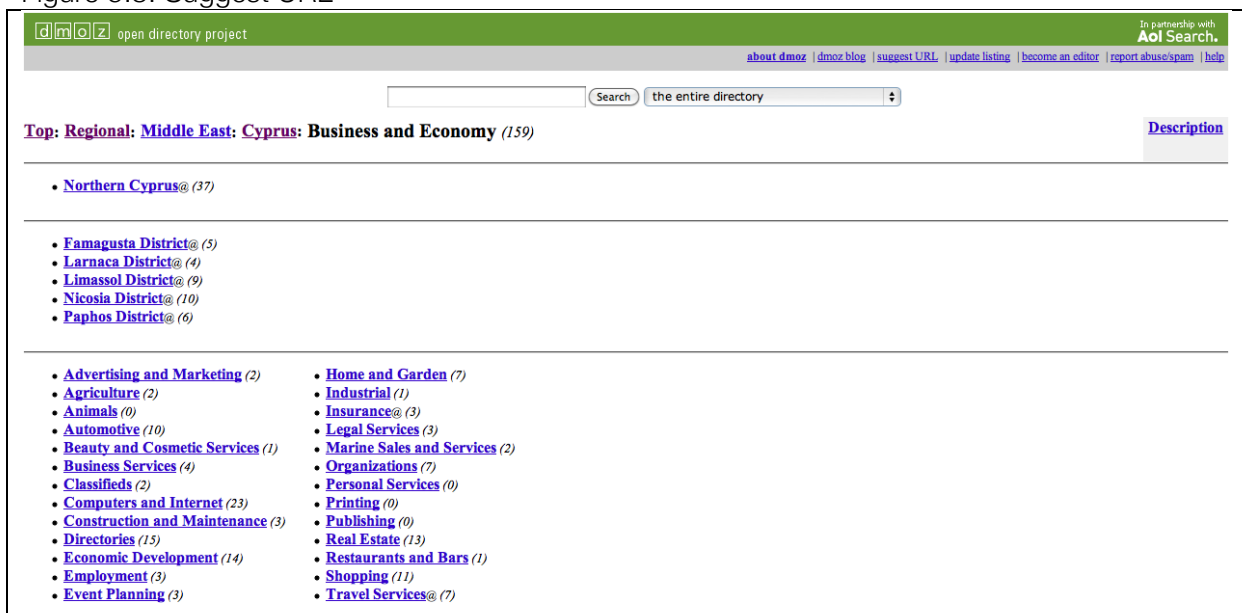 Figure 5.5. Suggest URL
dmoz open directory project
In partnership with
Aol Search.
about dmoz | dmoz blog | suggest URL | update listing | become an editor | report abuse/spam | help
Search the entire directory
Top: Regional: Middle East: Cyprus: Business and Economy (159)
Description
• Northern Cyprus@ (37)
• Famagusta District@ (5)
• Larnaca District@ (4)
• Limassol District@ (9)
• Nicosia District@ (10)
• Paphos District@ (6)
• Advertising and Marketing (2)
• Agriculture (2)
• Animals (0)
• Automotive (10)
• Beauty and Cosmetic Services (1)
• Business Services (4)
• Classifieds (2)
• Computers and Internet (23)
• Construction and Maintenance (3)
• Directories (15)
• Economic Development (14)
• Employment (3)
• Event Planning (3)
• Home and Garden (7)
• Industrial (1)
• Insurance@ (3)
• Legal Services (3)
• Marine Sales and Services (2)
• Organizations (7)
• Personal Services (0)
• Printing (0)
• Publishing (0)
• Real Estate (13)
• Restaurants and Bars (1)
• Shopping (11)
• Travel Services@ (7)